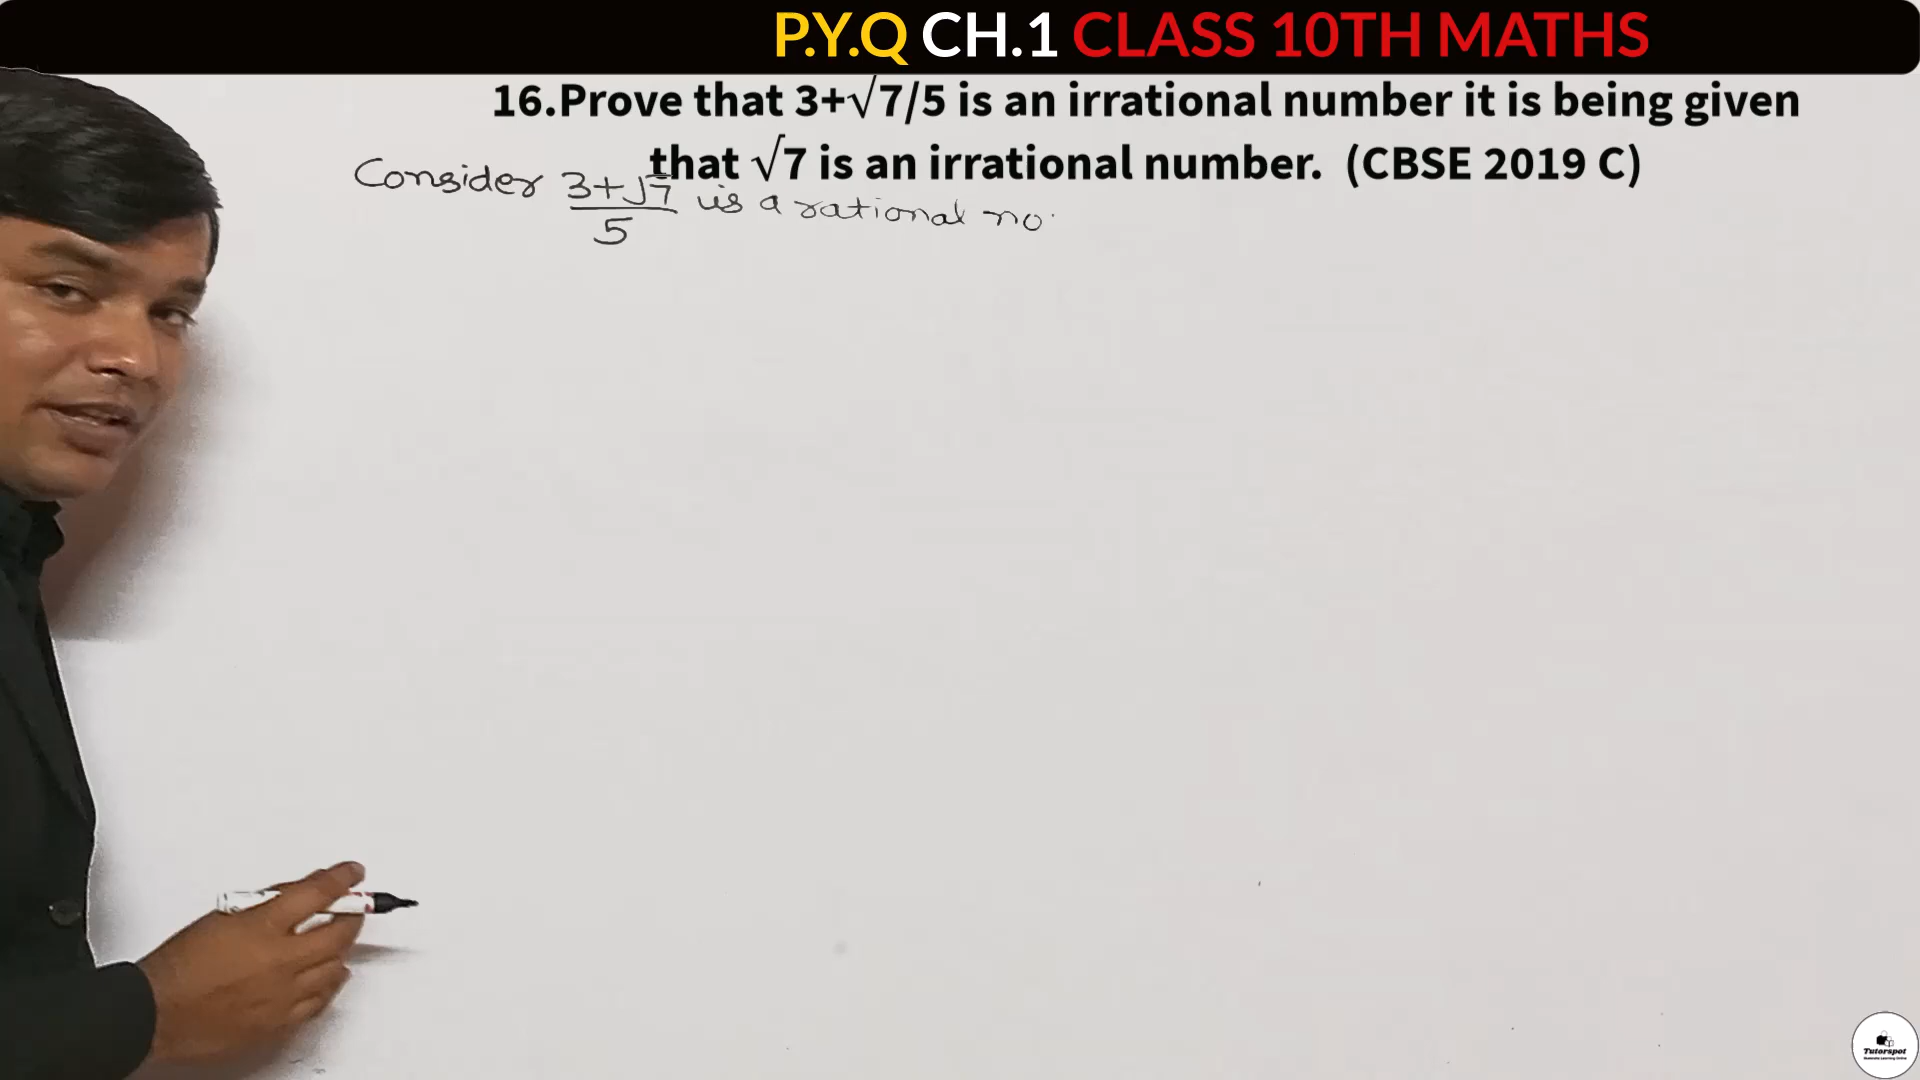 P.Y.Q CH.1 CLASS 10TH MATHS
16.Prove that 3+√7/5 is an irrational number it is being given
that √7 is an irrational number. (CBSE 2019 C)
Consider 3+√7 is a rational no.
5
Tutorspot